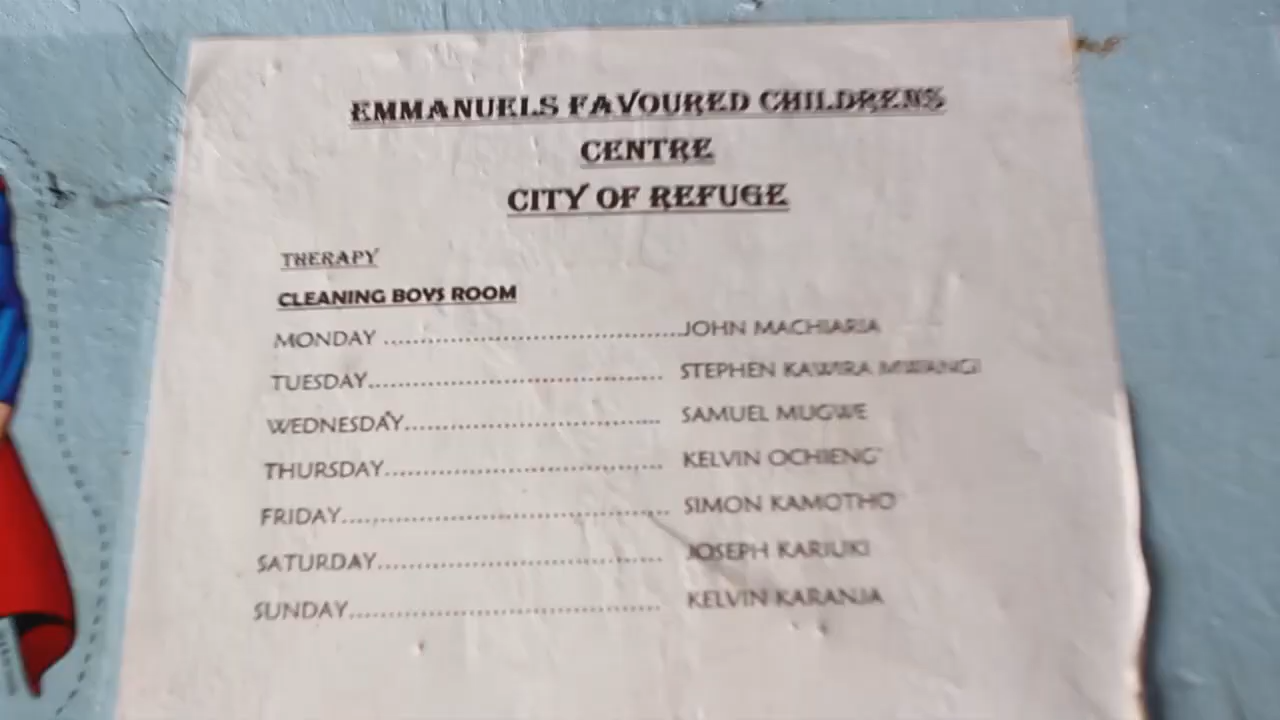 EMMANUELS FAVOURED CHILDRENS
CENTRE
CITY OF REFUGE
THERAPY
CLEANING BOYS ROOM
MONDAY ........................................JOHN MACHARIA
TUESDAY....................................... STEPHEN KAWIRA MWANGI
WEDNESDAY.................................. SAMUEL MUGWE
THURSDAY..................................... KELVIN OCHIENG'
FRIDAY........................................... SIMON KAMOTHO
SATURDAY...................................... JOSEPH KARIUKI
SUNDAY......................................... KELVIN KARANJA